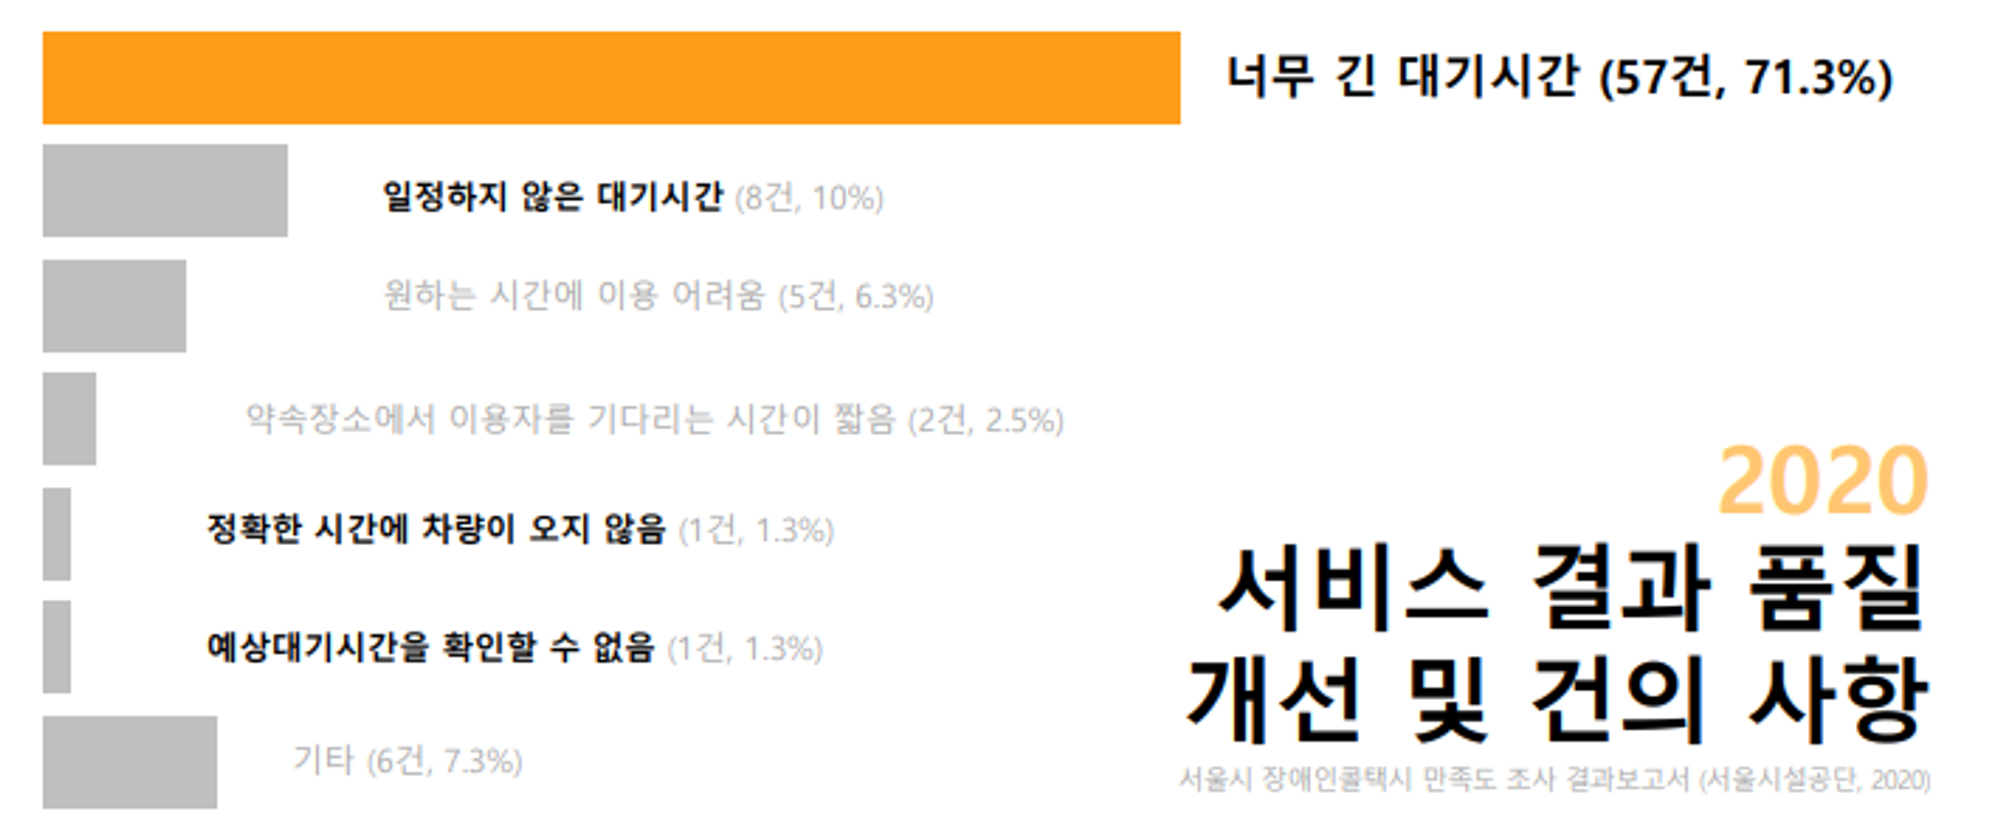 너무 긴 대기시간 (57건, 71.3%)
일정하지 않은 대기시간 (8건, 10%)
원하는 시간에 이용 어려움 (5건, 6.3%)
약속장소에서 이용자를 기다리는 시간이 짧음 (2건, 2.5%)
정확한 시간에 차량이 오지 않음 (1건, 1.3%)
예상대기시간을 확인할 수 없음 (1건, 1.3%)
기타 (6건, 7.3%)
2020
서비스 결과 품질
개선 및 건의 사항
서울시 장애인콜택시 만족도 조사 결과보고서 (서울시설공단, 2020)